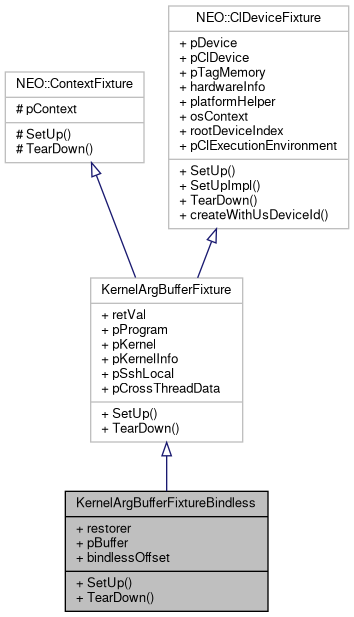 NEO::ClDeviceFixture
+ pDevice
+ pClDevice
+ pTagMemory
+ hardwareInfo
+ platformHelper
+ osContext
+ rootDeviceIndex
+ pClExecutionEnvironment
+ SetUp()
+ SetUpImpl()
+ TearDown()
+ createWithUsDeviceId()
NEO::ContextFixture
# pContext
# SetUp()
# TearDown()
KernelArgBufferFixture
+ retVal
+ pProgram
+ pKernel
+ pKernelInfo
+ pSshLocal
+ pCrossThreadData
+ SetUp()
+ TearDown()
KernelArgBufferFixtureBindless
+ restorer
+ pBuffer
+ bindlessOffset
+ SetUp()
+ TearDown()